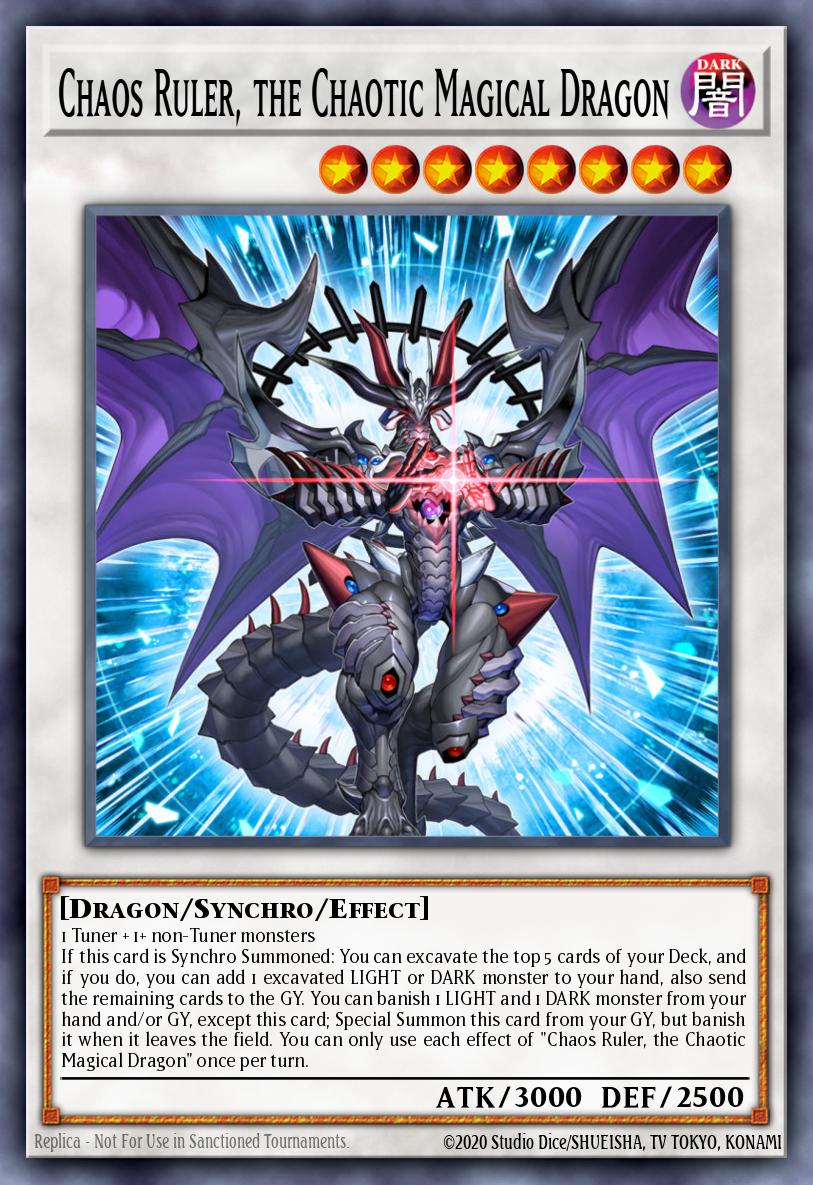 Chaos Ruler, the Chaotic Magical Dragon
DARK
闇
[Dragon/Synchro/Effect]
1 Tuner + 1+ non-Tuner monsters
If this card is Synchro Summoned: You can excavate the top 5 cards of your Deck, and
if you do, you can add 1 excavated LIGHT or DARK monster to your hand, also send
the remaining cards to the GY. You can banish 1 LIGHT and 1 DARK monster from your
hand and/or GY, except this card; Special Summon this card from your GY, but banish
it when it leaves the field. You can only use each effect of "Chaos Ruler, the Chaotic
Magical Dragon" once per turn.
ATK/3000 DEF/2500
Replica - Not For Use in Sanctioned Tournaments.
©2020 Studio Dice/SHUEISHA, TV TOKYO, KONAMI